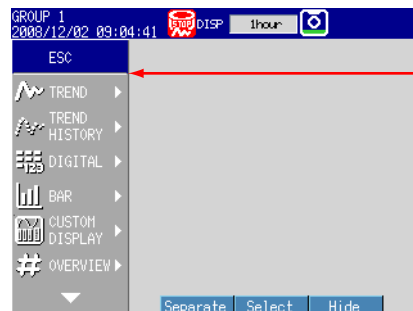 GROUP 1
2008/12/02 09:04:41 STOP DISP 1hour
ESC
TREND
TREND
HISTORY
DIGITAL
123
BAR
CUSTOM
DISPLAY
OVERVIEW
Separate Select Hide